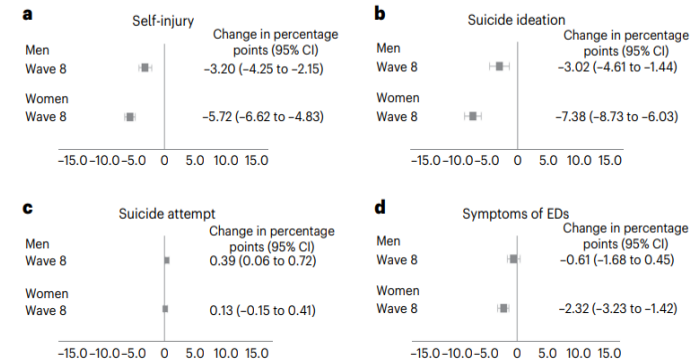 a
Self-injury
Change in percentage
points (95% CI)
Men
Wave 8
−3.20 (−4.25 to −2.15)
Women
Wave 8
−5.72 (−6.62 to −4.83)
−15.0 −10.0 −5.0 0 5.0 10.0 15.0
b
Suicide ideation
Change in percentage
points (95% CI)
Men
Wave 8
−3.02 (−4.61 to −1.44)
Women
Wave 8
−7.38 (−8.73 to −6.03)
−15.0 −10.0 −5.0 0 5.0 10.0 15.0
c
Suicide attempt
Change in percentage
points (95% CI)
Men
Wave 8
0.39 (0.06 to 0.72)
Women
Wave 8
0.13 (−0.15 to 0.41)
−15.0 −10.0 −5.0 0 5.0 10.0 15.0
d
Symptoms of EDs
Change in percentage
points (95% CI)
Men
Wave 8
−0.61 (−1.68 to 0.45)
Women
Wave 8
−2.32 (−3.23 to −1.42)
−15.0 −10.0 −5.0 0 5.0 10.0 15.0